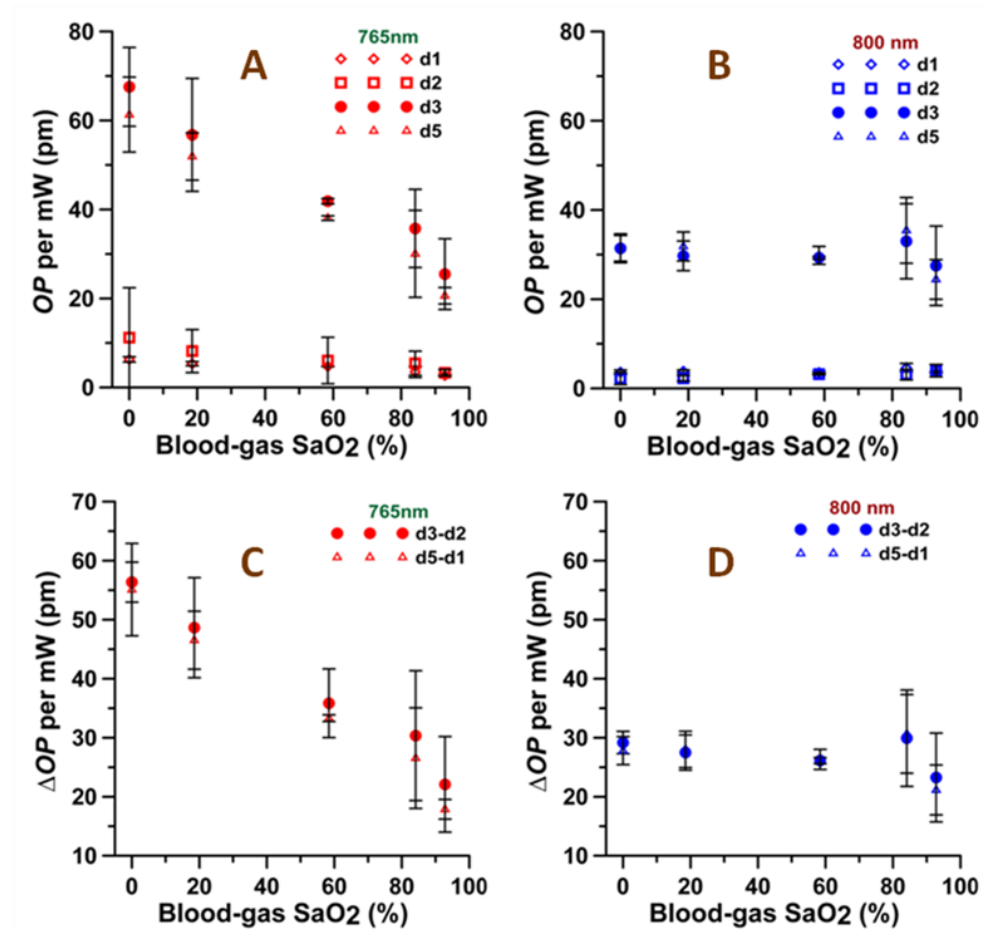 A
765nm
d1
d2
d3
d5
80
60
40
20
0
OP per mW (pm)
0 20 40 60 80 100
Blood-gas SaO2 (%)
B
800 nm
d1
d2
d3
d5
80
60
40
20
0
OP per mW (pm)
0 20 40 60 80 100
Blood-gas SaO2 (%)
C
765nm
d3-d2
d5-d1
70
60
50
40
30
20
10
ΔOP per mW (pm)
0 20 40 60 80 100
Blood-gas SaO2 (%)
D
800 nm
d3-d2
d5-d1
70
60
50
40
30
20
10
ΔOP per mW (pm)
0 20 40 60 80 100
Blood-gas SaO2 (%)